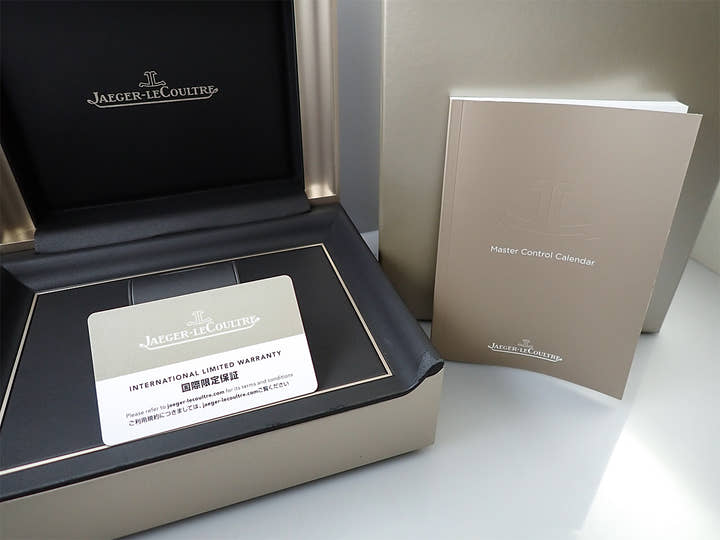 JAEGER-LECOULTRE
JAEGER-LECOULTRE
INTERNATIONAL LIMITED WARRANTY
国際限定保証
Please refer to jaeger-lecoultre.com for its terms and conditions
ご利用規約につきましては、jaeger-lecoultre.comご覧ください
JL
Master Control Calendar
JAEGER-LECOULTRE